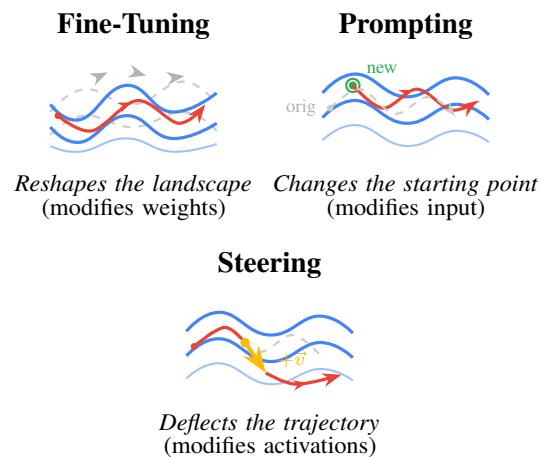 Fine-Tuning
Prompting
new
orig
Reshapes the landscape
(modifies weights)
Changes the starting point
(modifies input)
Steering
+v⃗
Deflects the trajectory
(modifies activations)